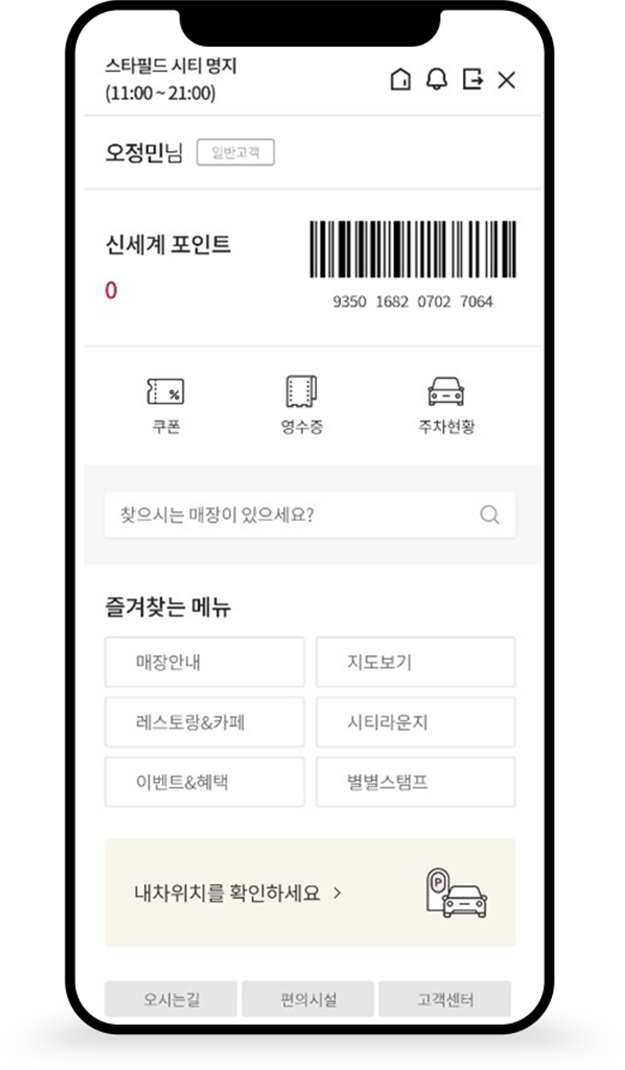 스타필드 시티 명지
(11:00 ~ 21:00)
오정민님 일반고객
신세계 포인트
0
9350 1682 0702 7064
%
쿠폰 영수증 주차현황
찾으시는 매장이 있으세요?
즐겨찾는 메뉴
매장안내 지도보기
레스토랑&카페 시티라운지
이벤트&혜택 별별스탬프
P
내차위치를 확인하세요 >
오시는길 편의시설 고객센터